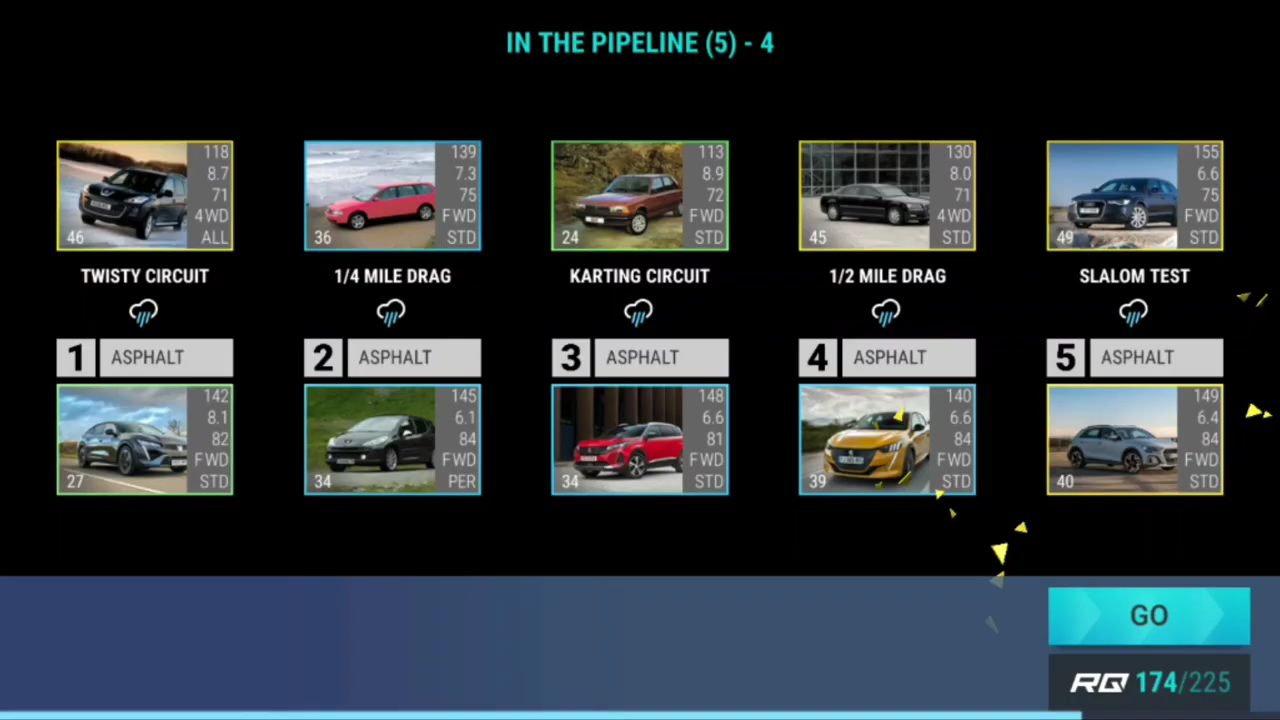 IN THE PIPELINE (5) - 4
118
8.7
71
4WD
46 ALL
139
7.3
75
FWD
36 STD
113
8.9
72
FWD
24 STD
130
8.0
71
4WD
45 STD
155
6.6
75
FWD
49 STD
TWISTY CIRCUIT
1/4 MILE DRAG
KARTING CIRCUIT
1/2 MILE DRAG
SLALOM TEST
1 ASPHALT
2 ASPHALT
3 ASPHALT
4 ASPHALT
5 ASPHALT
142
8.1
82
FWD
27 STD
145
6.1
84
FWD
34 PER
148
6.6
81
FWD
34 STD
140
6.6
84
FWD
39 STD
149
6.4
84
FWD
40 STD
GO
RQ 174/225